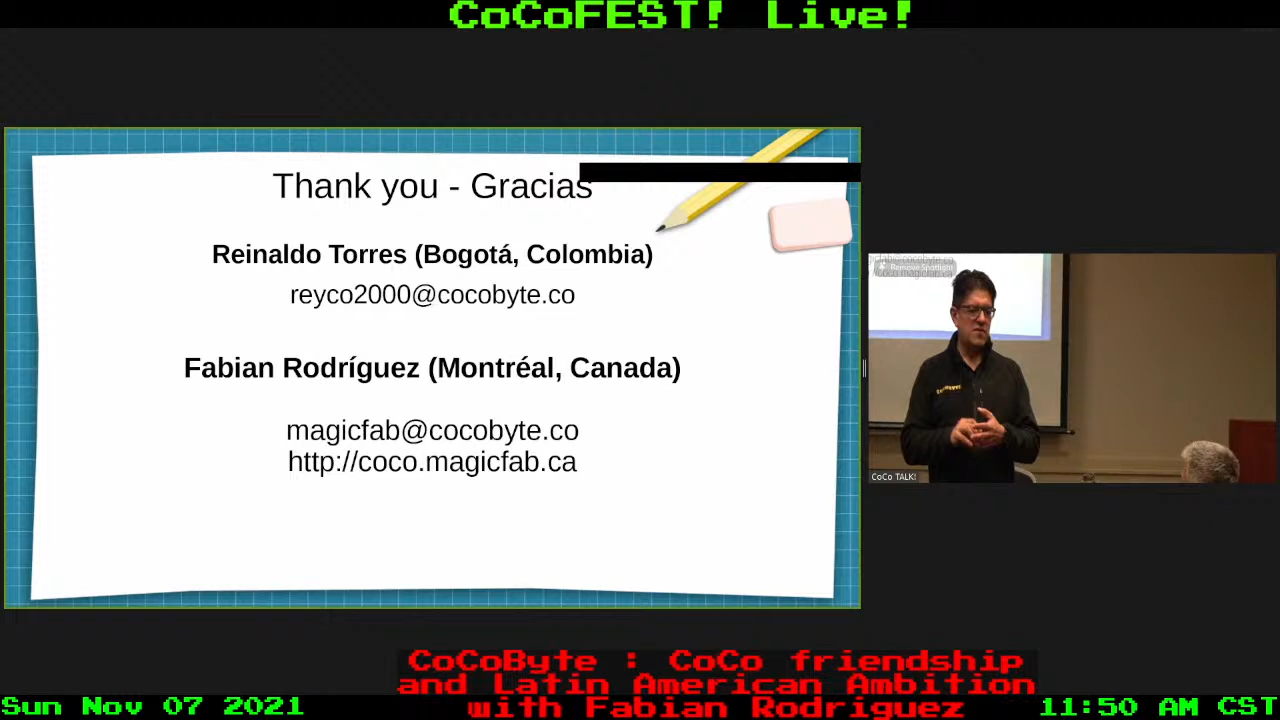 CoCoFEST! Live!
Thank you - Gracias
Reinaldo Torres (Bogotá, Colombia)
reyco2000@cocobyte.co
Fabian Rodríguez (Montréal, Canada)
magicfab@cocobyte.co
http://coco.magicfab.ca
Remove Spotlight
CoCo TALK!
CoCoByte : CoCo friendship
and Latin American Ambition
with Fabian Rodriguez
Sun Nov 07 2021
11:50 AM CST